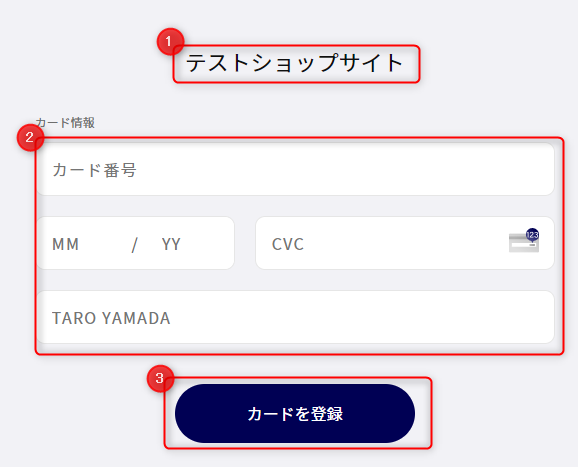 1
テストショップサイト
カード情報
2
カード番号
MM / YY
CVC
123
TARO YAMADA
3
カードを登録